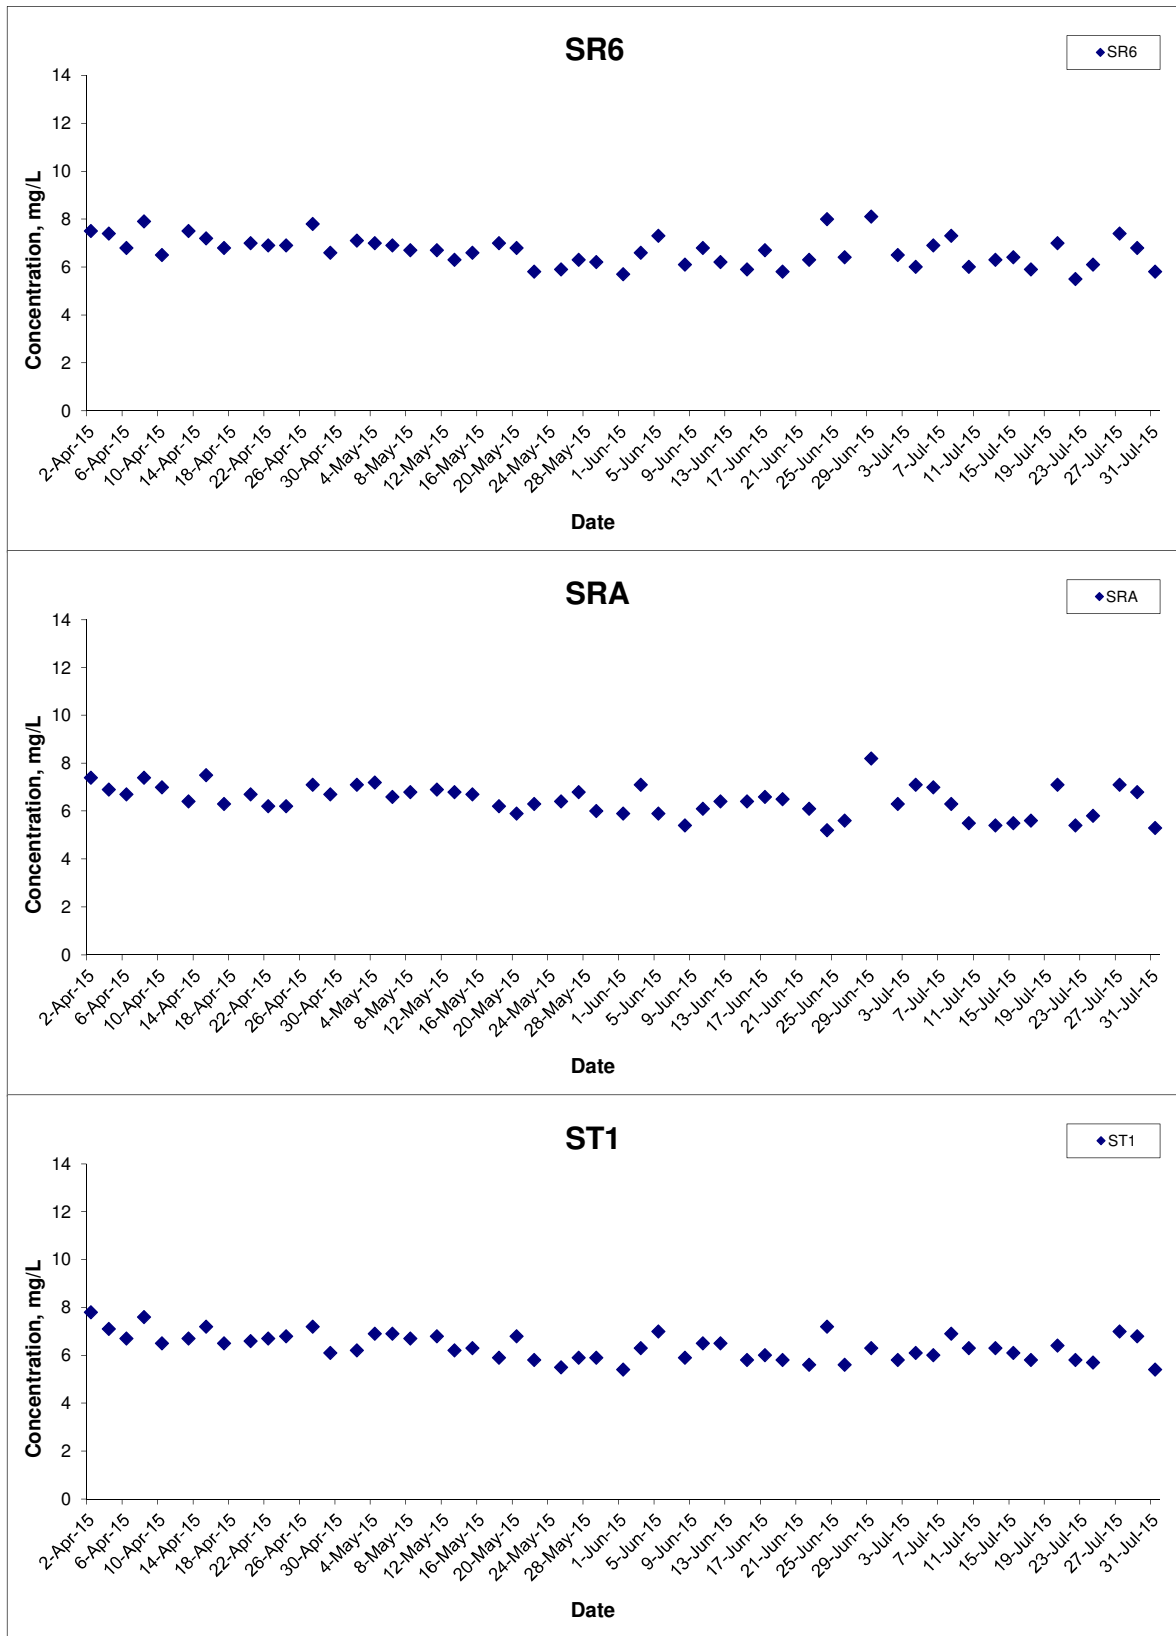 SR6
SR6
Concentration, mg/L
14
12
10
8
6
4
2
0
2-Apr-15
6-Apr-15
10-Apr-15
14-Apr-15
18-Apr-15
22-Apr-15
26-Apr-15
30-Apr-15
4-May-15
8-May-15
12-May-15
16-May-15
20-May-15
24-May-15
28-May-15
1-Jun-15
5-Jun-15
9-Jun-15
13-Jun-15
17-Jun-15
21-Jun-15
25-Jun-15
29-Jun-15
3-Jul-15
7-Jul-15
11-Jul-15
15-Jul-15
19-Jul-15
23-Jul-15
27-Jul-15
31-Jul-15
Date
SRA
SRA
Concentration, mg/L
14
12
10
8
6
4
2
0
2-Apr-15
6-Apr-15
10-Apr-15
14-Apr-15
18-Apr-15
22-Apr-15
26-Apr-15
30-Apr-15
4-May-15
8-May-15
12-May-15
16-May-15
20-May-15
24-May-15
28-May-15
1-Jun-15
5-Jun-15
9-Jun-15
13-Jun-15
17-Jun-15
21-Jun-15
25-Jun-15
29-Jun-15
3-Jul-15
7-Jul-15
11-Jul-15
15-Jul-15
19-Jul-15
23-Jul-15
27-Jul-15
31-Jul-15
Date
ST1
ST1
Concentration, mg/L
14
12
10
8
6
4
2
0
2-Apr-15
6-Apr-15
10-Apr-15
14-Apr-15
18-Apr-15
22-Apr-15
26-Apr-15
30-Apr-15
4-May-15
8-May-15
12-May-15
16-May-15
20-May-15
24-May-15
28-May-15
1-Jun-15
5-Jun-15
9-Jun-15
13-Jun-15
17-Jun-15
21-Jun-15
25-Jun-15
29-Jun-15
3-Jul-15
7-Jul-15
11-Jul-15
15-Jul-15
19-Jul-15
23-Jul-15
27-Jul-15
31-Jul-15
Date